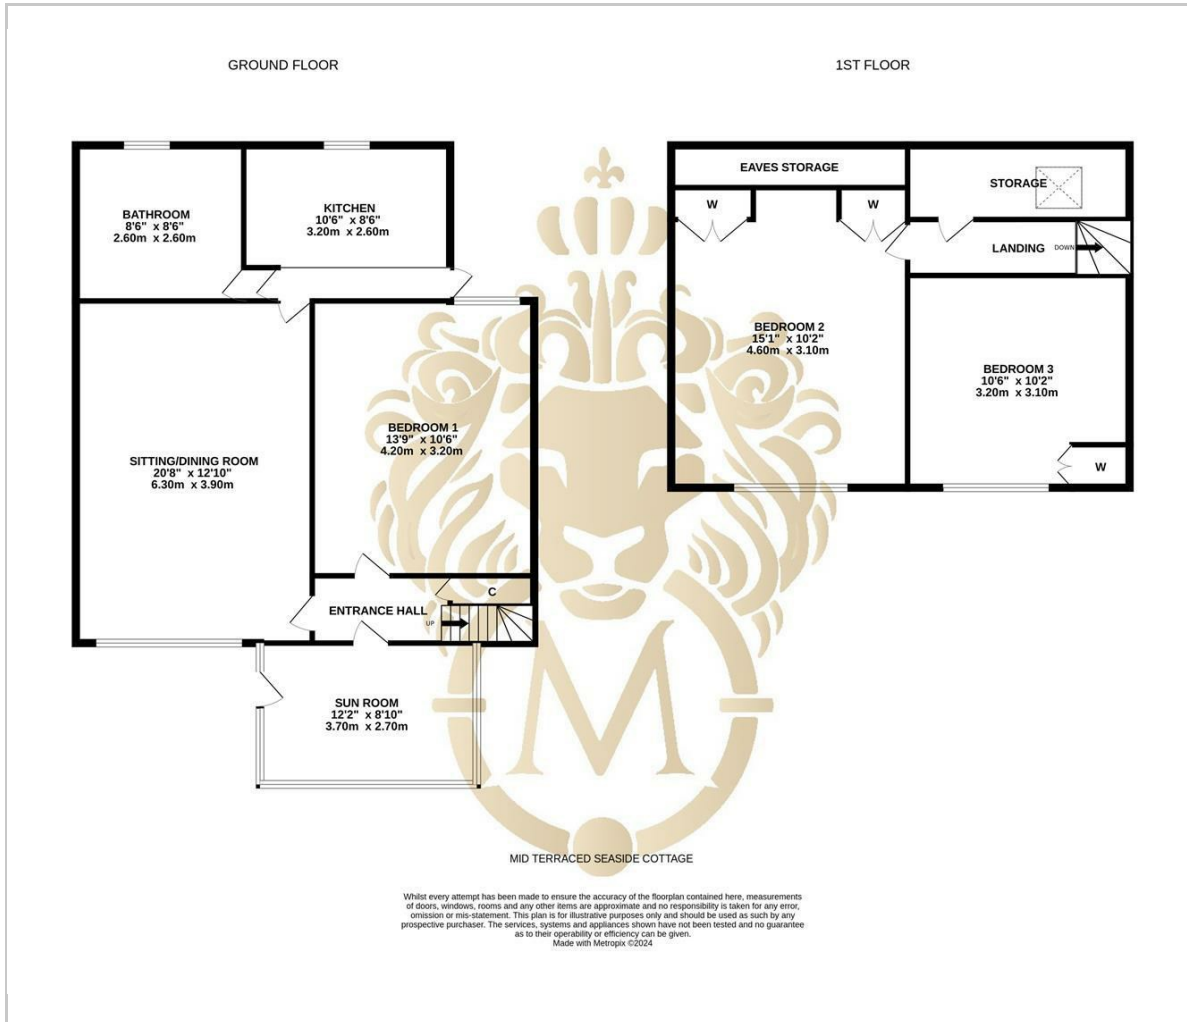 GROUND FLOOR
BATHROOM
8'6" x 8'6"
2.60m x 2.60m
KITCHEN
10'6" x 8'6"
3.20m x 2.60m
SITTING/DINING ROOM
20'8" x 12'10"
6.30m x 3.90m
BEDROOM 1
13'9" x 10'6"
4.20m x 3.20m
C
ENTRANCE HALL
UP
SUN ROOM
12'2" x 8'10"
3.70m x 2.70m
1ST FLOOR
EAVES STORAGE
STORAGE
W
W
LANDING
DOWN
BEDROOM 2
15'1" x 10'2"
4.60m x 3.10m
BEDROOM 3
10'6" x 10'2"
3.20m x 3.10m
W
M
MID TERRACED SEASIDE COTTAGE
Whilst every attempt has been made to ensure the accuracy of the floorplan contained here, measurements
of doors, windows, rooms and any other items are approximate and no responsibility is taken for any error,
omission or mis-statement. This plan is for illustrative purposes only and should be used as such by any
prospective purchaser. The services, systems and appliances shown have not been tested and no guarantee
as to their operability or efficiency can be given.
Made with Metropix ©2024